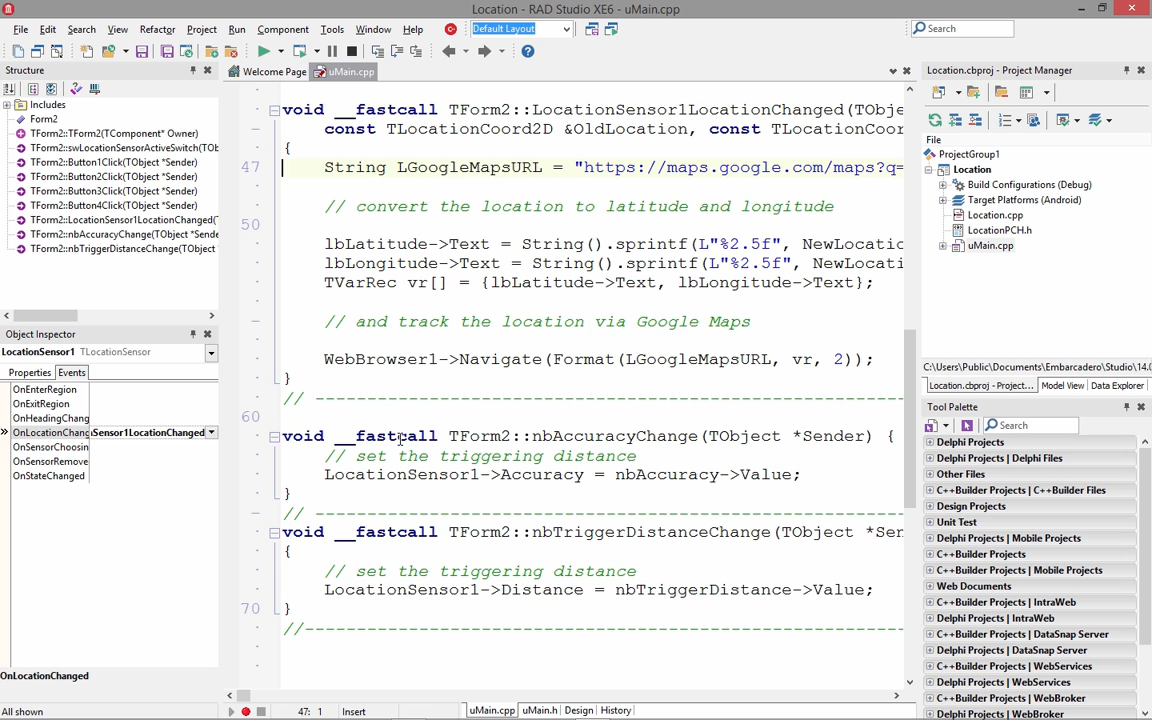 Location - RAD Studio XE6 - uMain.cpp
File Edit Search View Refactor Project Run Component Tools Window Help
Default Layout
Search
Structure
Welcome Page
uMain.cpp
Location.cbproj - Project Manager
Includes
Form2
TForm2::TForm2(TComponent* Owner)
TForm2::swLocationSensorActiveSwitch(TOb
TForm2::Button1Click(TObject *Sender)
TForm2::Button2Click(TObject *Sender)
TForm2::Button3Click(TObject *Sender)
TForm2::Button4Click(TObject *Sender)
TForm2::LocationSensor1LocationChanged(T
TForm2::nbAccuracyChange(TObject *Sende
TForm2::nbTriggerDistanceChange(TObject
Object Inspector
LocationSensor1 TLocationSensor
Properties Events
OnEnterRegion
OnExitRegion
OnHeadingChang
OnLocationChang
Sensor1LocationChanged
OnSensorChoosin
OnSensorRemove
OnStateChanged
OnLocationChanged
All shown
void __fastcall TForm2::LocationSensor1LocationChanged(TObje
const TLocationCoord2D &OldLocation, const TLocationCoor
{
47 String LGoogleMapsURL = "https://maps.google.com/maps?q=
// convert the location to latitude and longitude
50
lbLatitude->Text = String().sprintf(L"%2.5f", NewLocation
lbLongitude->Text = String().sprintf(L"%2.5f", NewLocati
TVarRec vr[] = {lbLatitude->Text, lbLongitude->Text};
// and track the location via Google Maps
WebBrowser1->Navigate(Format(LGoogleMapsURL, vr, 2));
}
// ---------------------------------------------------------
60
void __fastcall TForm2::nbAccuracyChange(TObject *Sender) {
// set the triggering distance
LocationSensor1->Accuracy = nbAccuracy->Value;
}
// ---------------------------------------------------------
void __fastcall TForm2::nbTriggerDistanceChange(TObject *Sen
{
// set the triggering distance
LocationSensor1->Distance = nbTriggerDistance->Value;
70 }
//----------------------------------------------------------
47: 1 Insert
uMain.cpp uMain.h Design History
File
ProjectGroup1
Location
Build Configurations (Debug)
Target Platforms (Android)
Location.cpp
LocationPCH.h
uMain.cpp
C:\Users\Public\Documents\Embarcadero\Studio\14.0
Location.cbproj - Project... Model View Data Explorer
Tool Palette
Search
Delphi Projects
Delphi Projects | Delphi Files
Other Files
C++Builder Projects | C++Builder Files
Design Projects
Unit Test
Delphi Projects | Mobile Projects
C++Builder Projects
C++Builder Projects | Mobile Projects
Web Documents
C++Builder Projects | IntraWeb
Delphi Projects | IntraWeb
C++Builder Projects | DataSnap Server
Delphi Projects | DataSnap Server
C++Builder Projects | WebServices
Delphi Projects | WebServices
C++Builder Projects | WebBroker
Delphi Projects | WebBroker